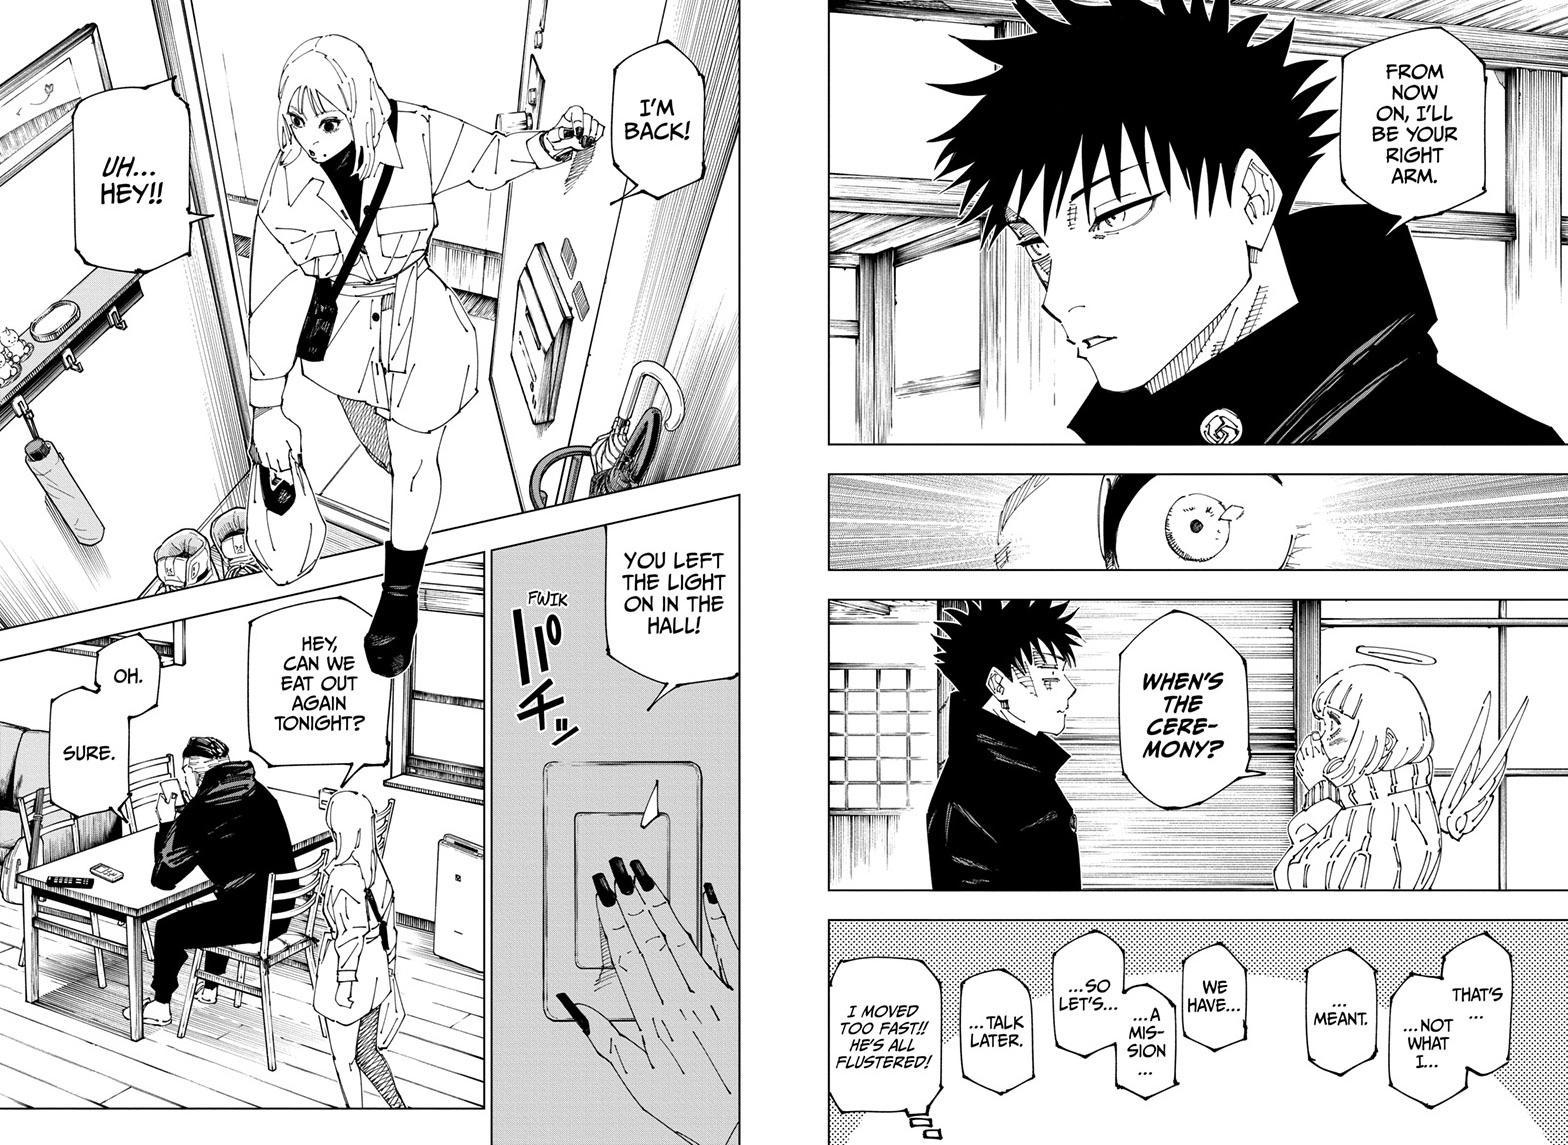 FROM
NOW
ON, I'LL
BE YOUR
RIGHT
ARM.
WHEN'S
THE
CERE-
MONY?
THAT'S
...
...NOT
WHAT
I...
...
MEANT.
WE
HAVE...
...A
MIS-
SION
...
...SO
LET'S...
...TALK
LATER.
I MOVED
TOO FAST!!
HE'S ALL
FLUSTERED!
I'M
BACK!
UH...
HEY!!
YOU LEFT
THE LIGHT
ON IN THE
HALL!
FWIK
パチッ
HEY,
CAN WE
EAT OUT
AGAIN
TONIGHT?
OH.
SURE.